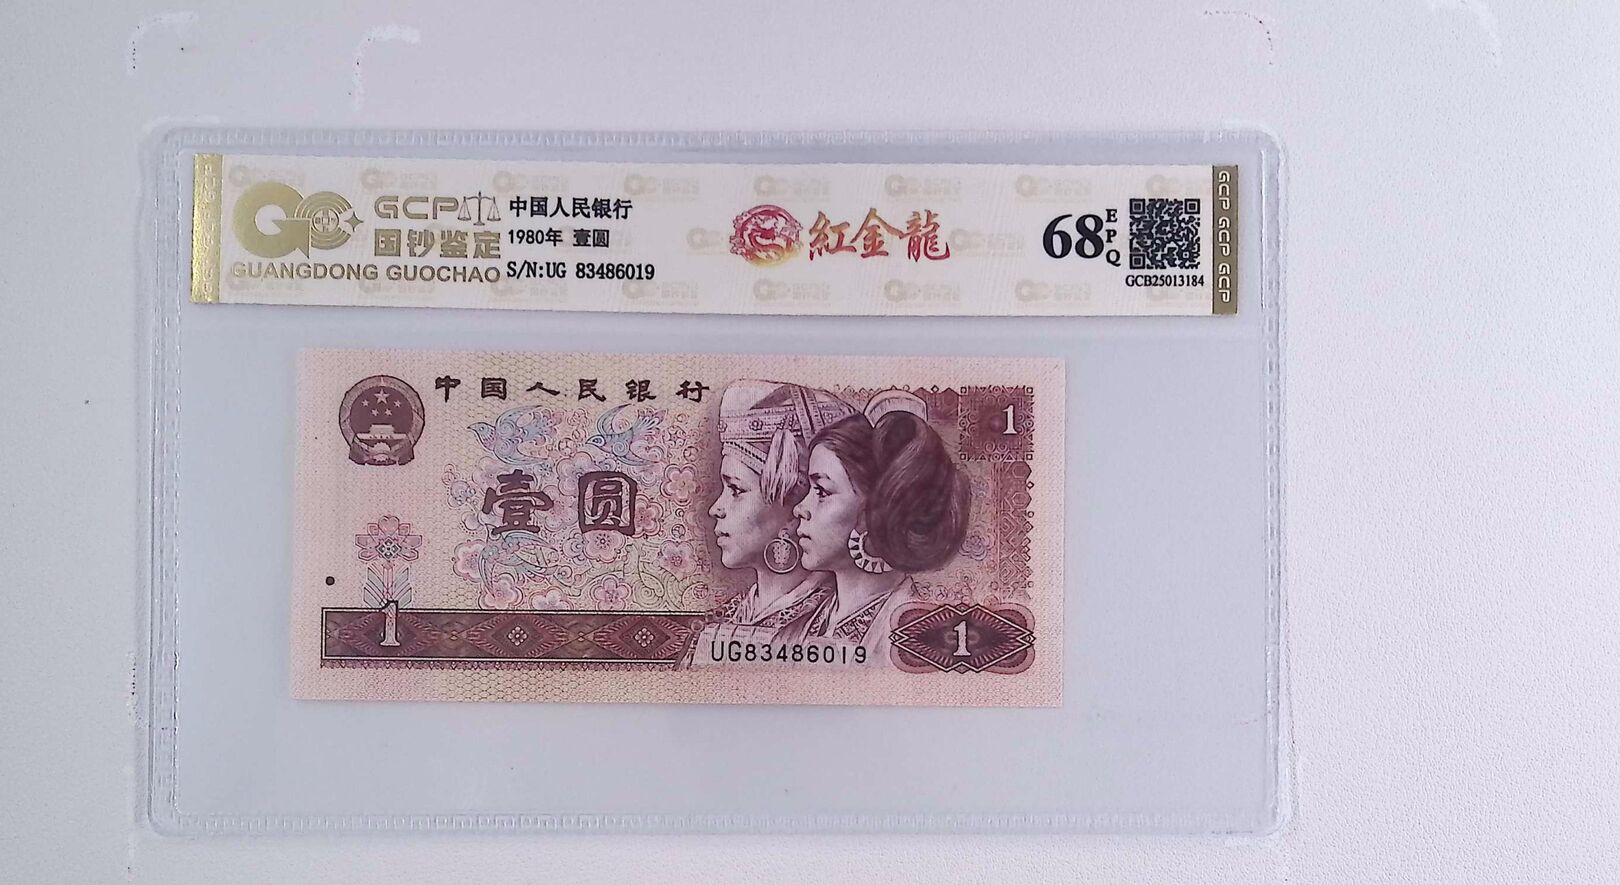 GCP 中国人民银行
国钞鉴定 1980年 壹圆
GUANGDONG GUOCHAO S/N:UG 83486019
紅金龍
68 EPQ
GCB25013184
GCP GCP GCP
中国人民银行
1
壹圆
1
UG83486019
1